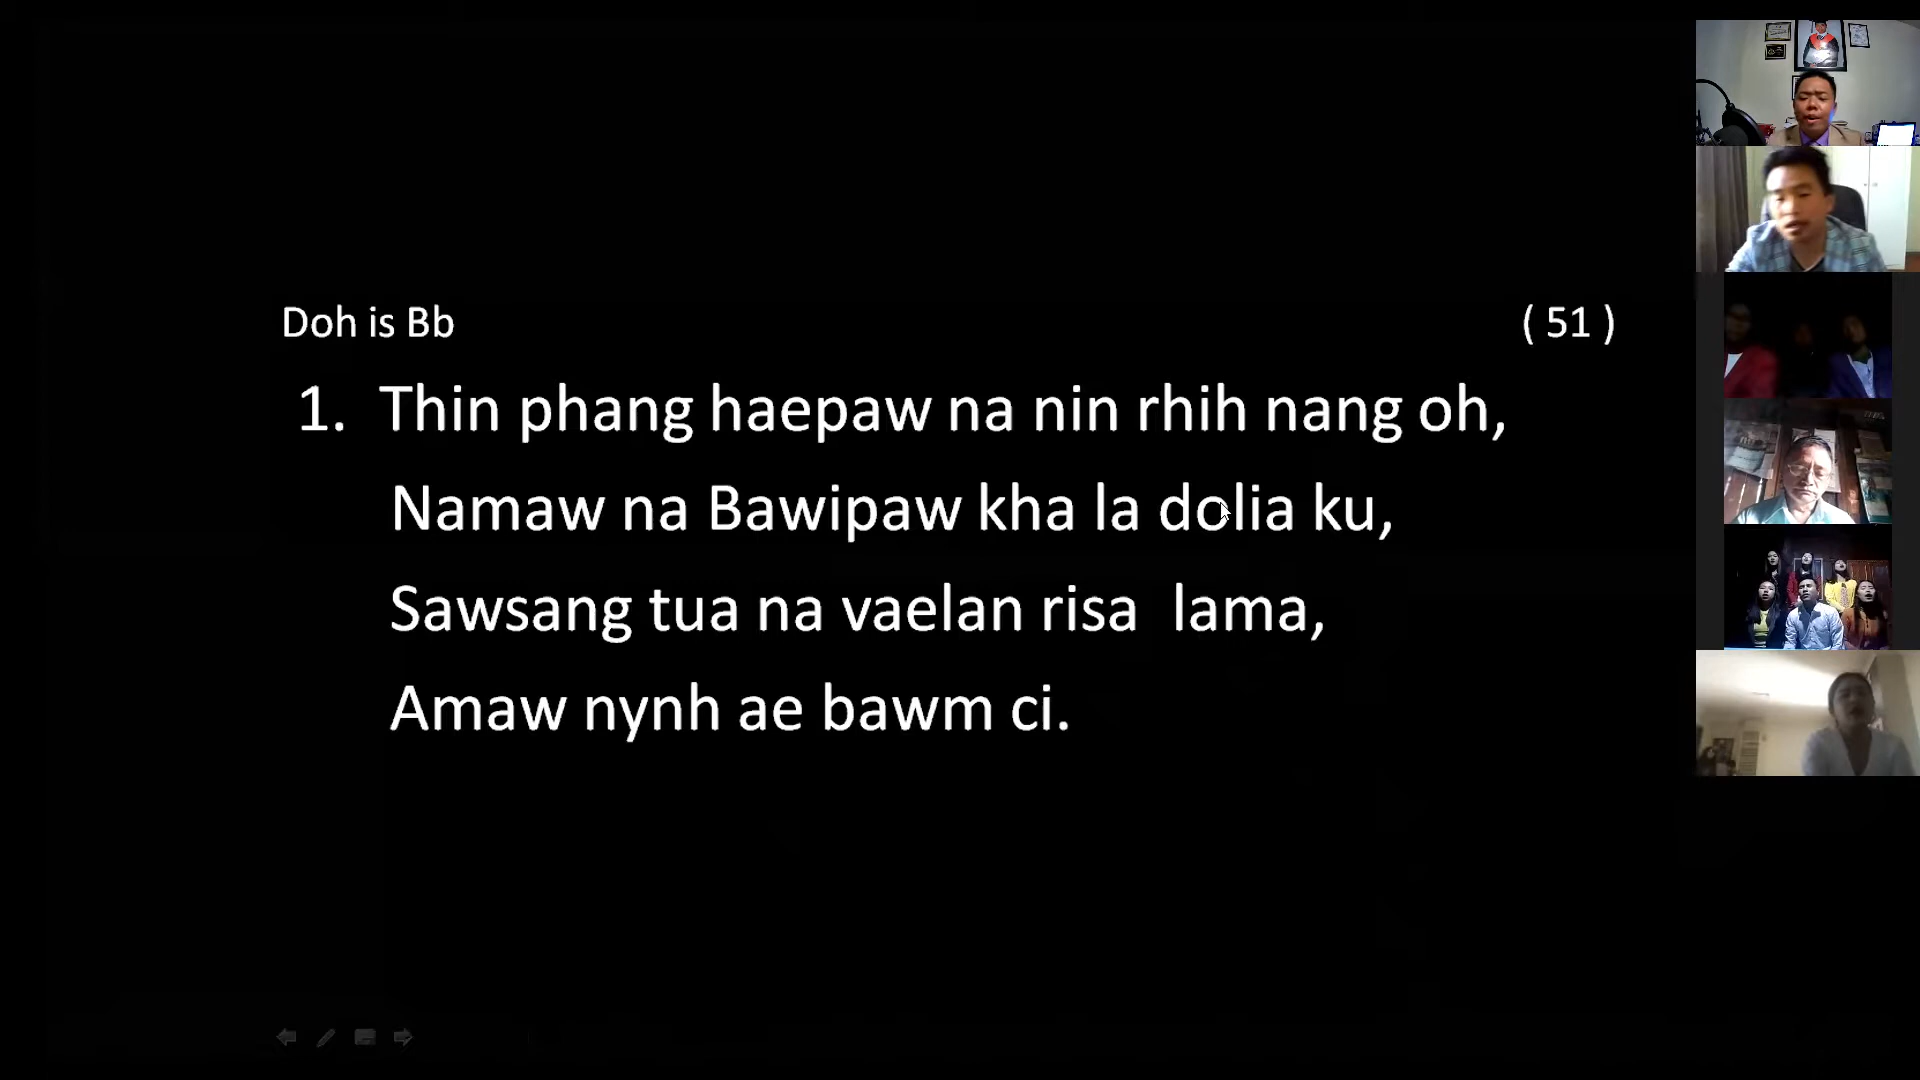 Doh is Bb ( 51 )
1. Thin phang haepaw na nin rhih nang oh,
Namaw na Bawipaw kha la dolia ku,
Sawsang tua na vaelan risa lama,
Amaw nynh ae bawm ci.